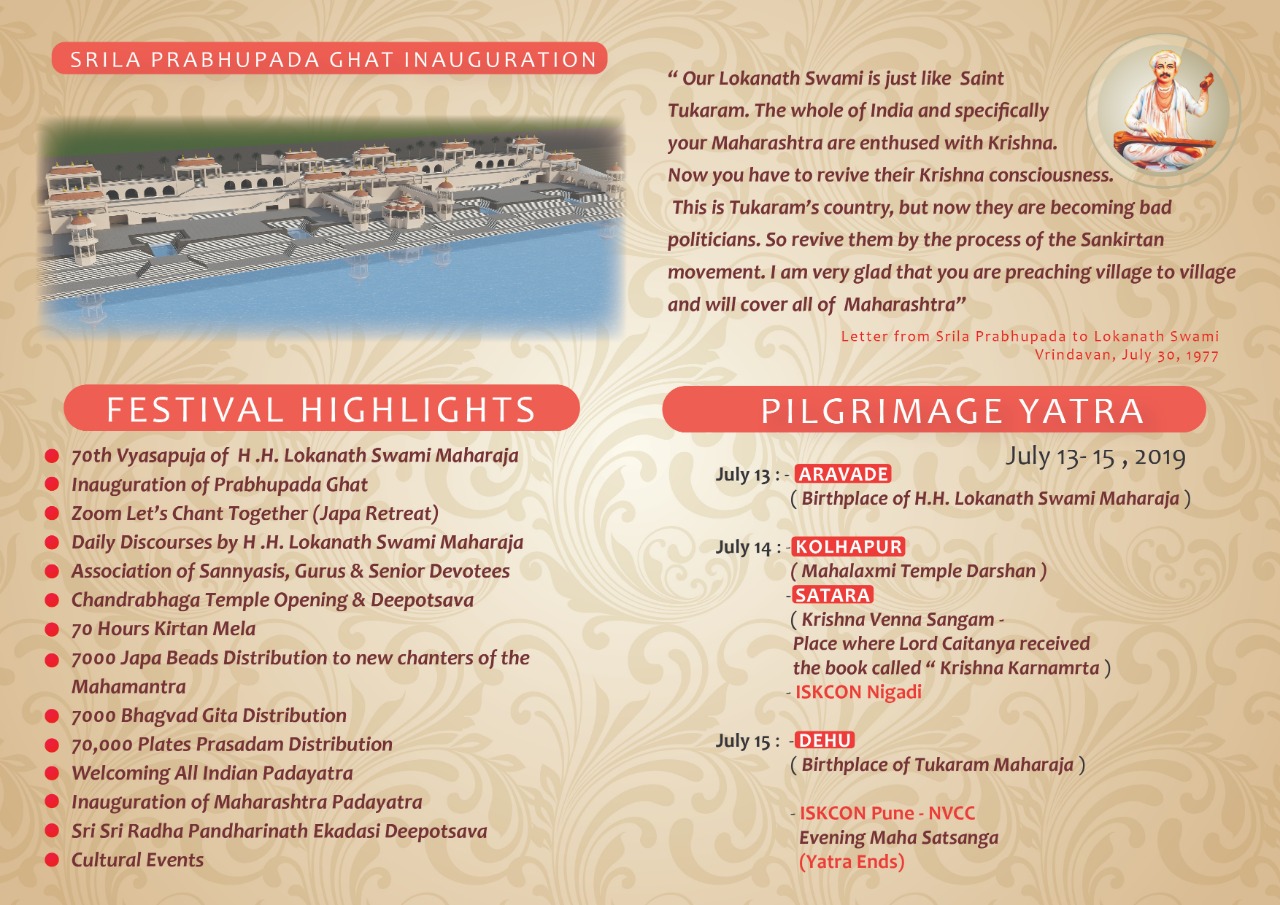 SRILA PRABHUPADA GHAT INAUGURATION
“ Our Lokanath Swami is just like Saint
Tukaram. The whole of India and specifically
your Maharashtra are enthused with Krishna.
Now you have to revive their Krishna consciousness.
This is Tukaram’s country, but now they are becoming bad
politicians. So revive them by the process of the Sankirtan
movement. I am very glad that you are preaching village to village
and will cover all of Maharashtra”
Letter from Srila Prabhupada to Lokanath Swami
Vrindavan, July 30, 1977
FESTIVAL HIGHLIGHTS
70th Vyasapuja of H .H. Lokanath Swami Maharaja
Inauguration of Prabhupada Ghat
Zoom Let’s Chant Together (Japa Retreat)
Daily Discourses by H .H. Lokanath Swami Maharaja
Association of Sannyasis, Gurus & Senior Devotees
Chandrabhaga Temple Opening & Deepotsava
70 Hours Kirtan Mela
7000 Japa Beads Distribution to new chanters of the
Mahamantra
7000 Bhagvad Gita Distribution
70,000 Plates Prasadam Distribution
Welcoming All Indian Padayatra
Inauguration of Maharashtra Padayatra
Sri Sri Radha Pandharinath Ekadasi Deepotsava
Cultural Events
PILGRIMAGE YATRA
July 13- 15 , 2019
July 13 : - ARAVADE
( Birthplace of H.H. Lokanath Swami Maharaja )
July 14 : - KOLHAPUR
( Mahalaxmi Temple Darshan )
- SATARA
( Krishna Venna Sangam -
Place where Lord Caitanya received
the book called “ Krishna Karnamrta )
- ISKCON Nigadi
July 15 : - DEHU
( Birthplace of Tukaram Maharaja )
- ISKCON Pune - NVCC
Evening Maha Satsanga
(Yatra Ends)